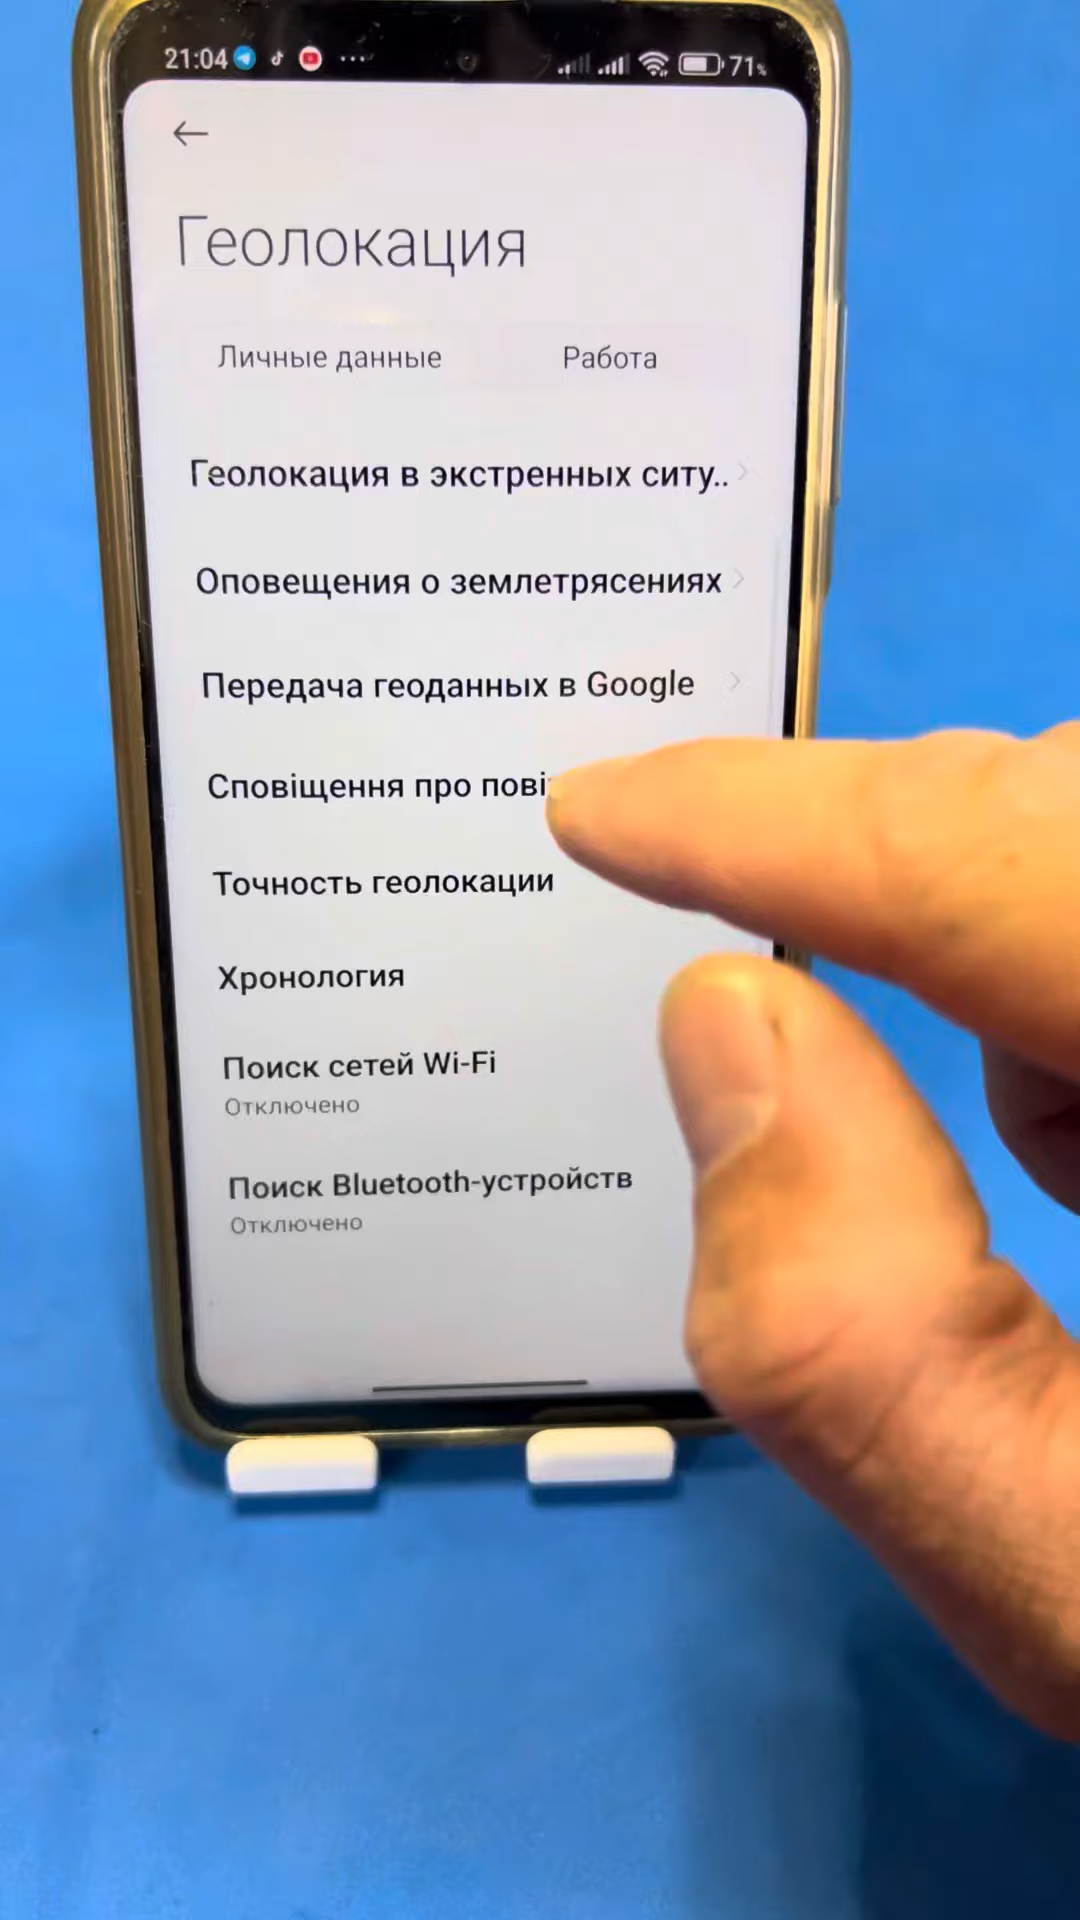 21:04
71%
Геолокация
Личные данные
Работа
Геолокация в экстренных ситу..
Оповещения о землетрясениях
Передача геоданных в Google
Сповіщення про
Точность геолокации
Хронология
Поиск сетей Wi-Fi
Отключено
Поиск Bluetooth-устройств
Отключено